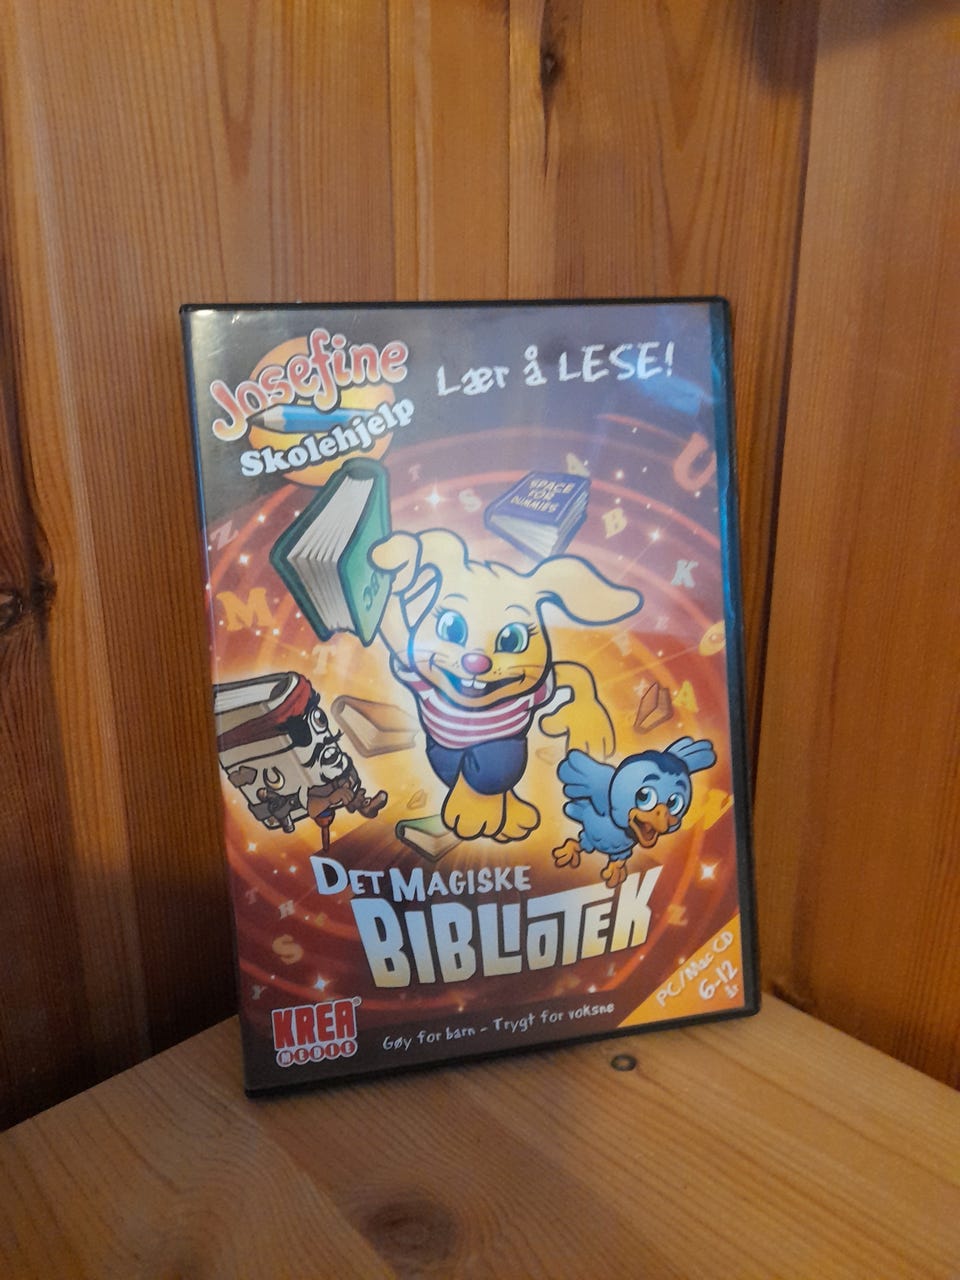 Josefine
Skolehjelp
Lær å LESE!
SPACE
FOR
DUMMIES
DET MAGISKE
BIBLIOTEK
PC/Mac CD
6-12
år
KREA
MEDIE
Gøy for barn - Trygt for voksne